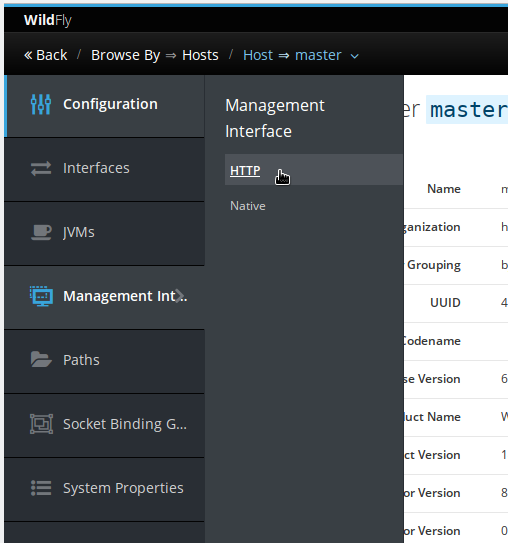 WildFly
« Back / Browse By ⇒ Hosts / Host ⇒ master
Configuration
Interfaces
JVMs
Management Int...
Paths
Socket Binding G...
System Properties
Management
Interface
HTTP
Native
er master
Name
ganization
Grouping
UUID 4
Codename
se Version 6
uct Name W
ct Version 1
or Version 8
or Version 0